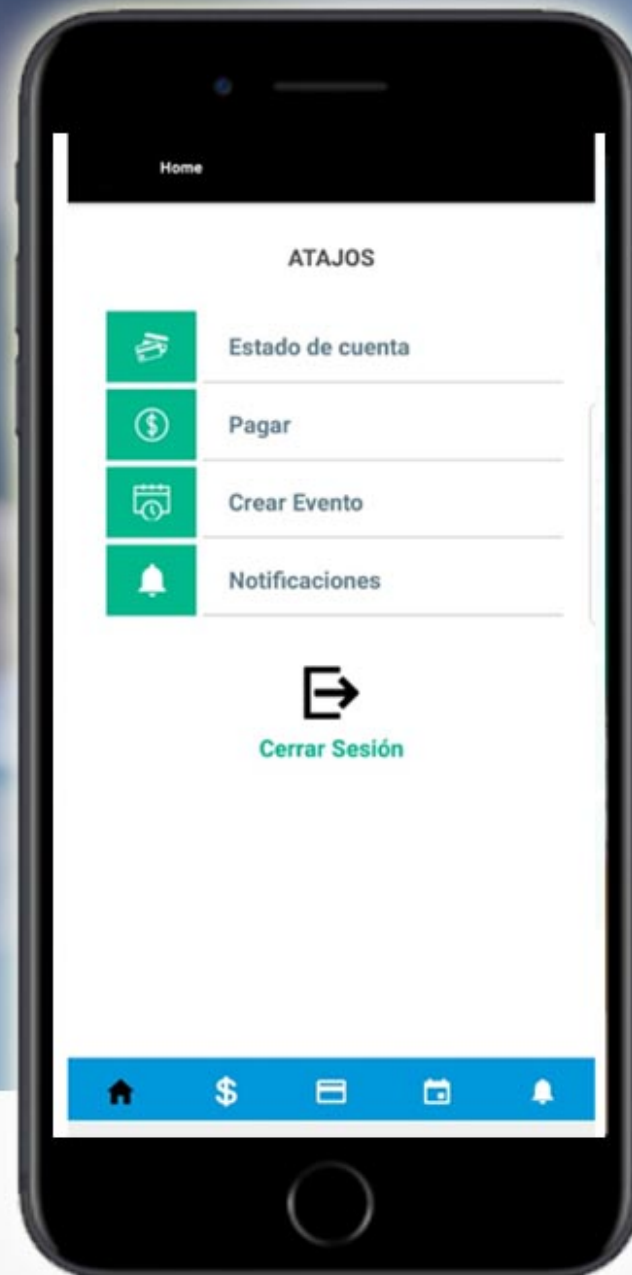 Home
ATAJOS
Estado de cuenta
Pagar
Crear Evento
Notificaciones
Cerrar Sesión